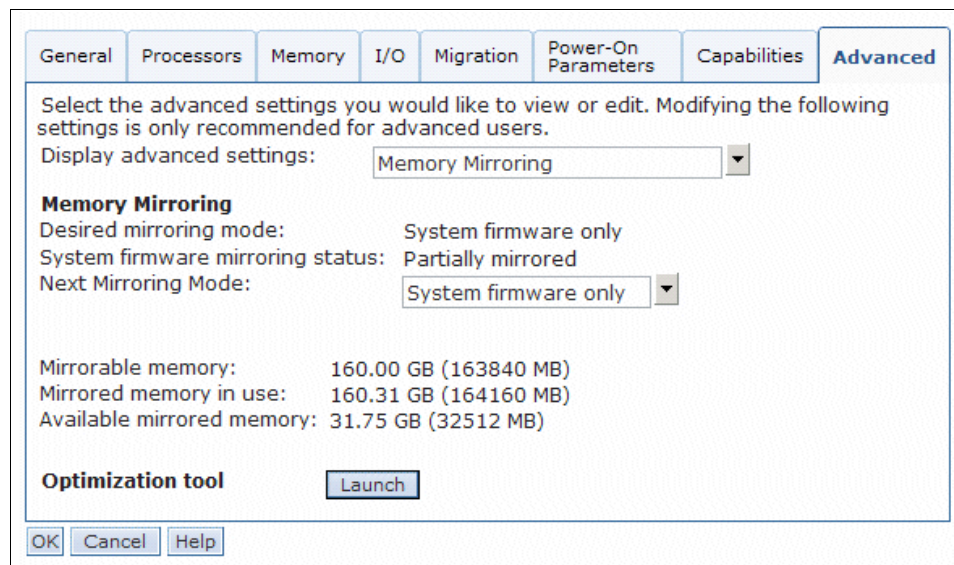 General Processors Memory I/O Migration Power-On Parameters Capabilities Advanced
Select the advanced settings you would like to view or edit. Modifying the following
settings is only recommended for advanced users.
Display advanced settings: Memory Mirroring
Memory Mirroring
Desired mirroring mode: System firmware only
System firmware mirroring status: Partially mirrored
Next Mirroring Mode: System firmware only
Mirrorable memory: 160.00 GB (163840 MB)
Mirrored memory in use: 160.31 GB (164160 MB)
Available mirrored memory: 31.75 GB (32512 MB)
Optimization tool Launch
OK Cancel Help